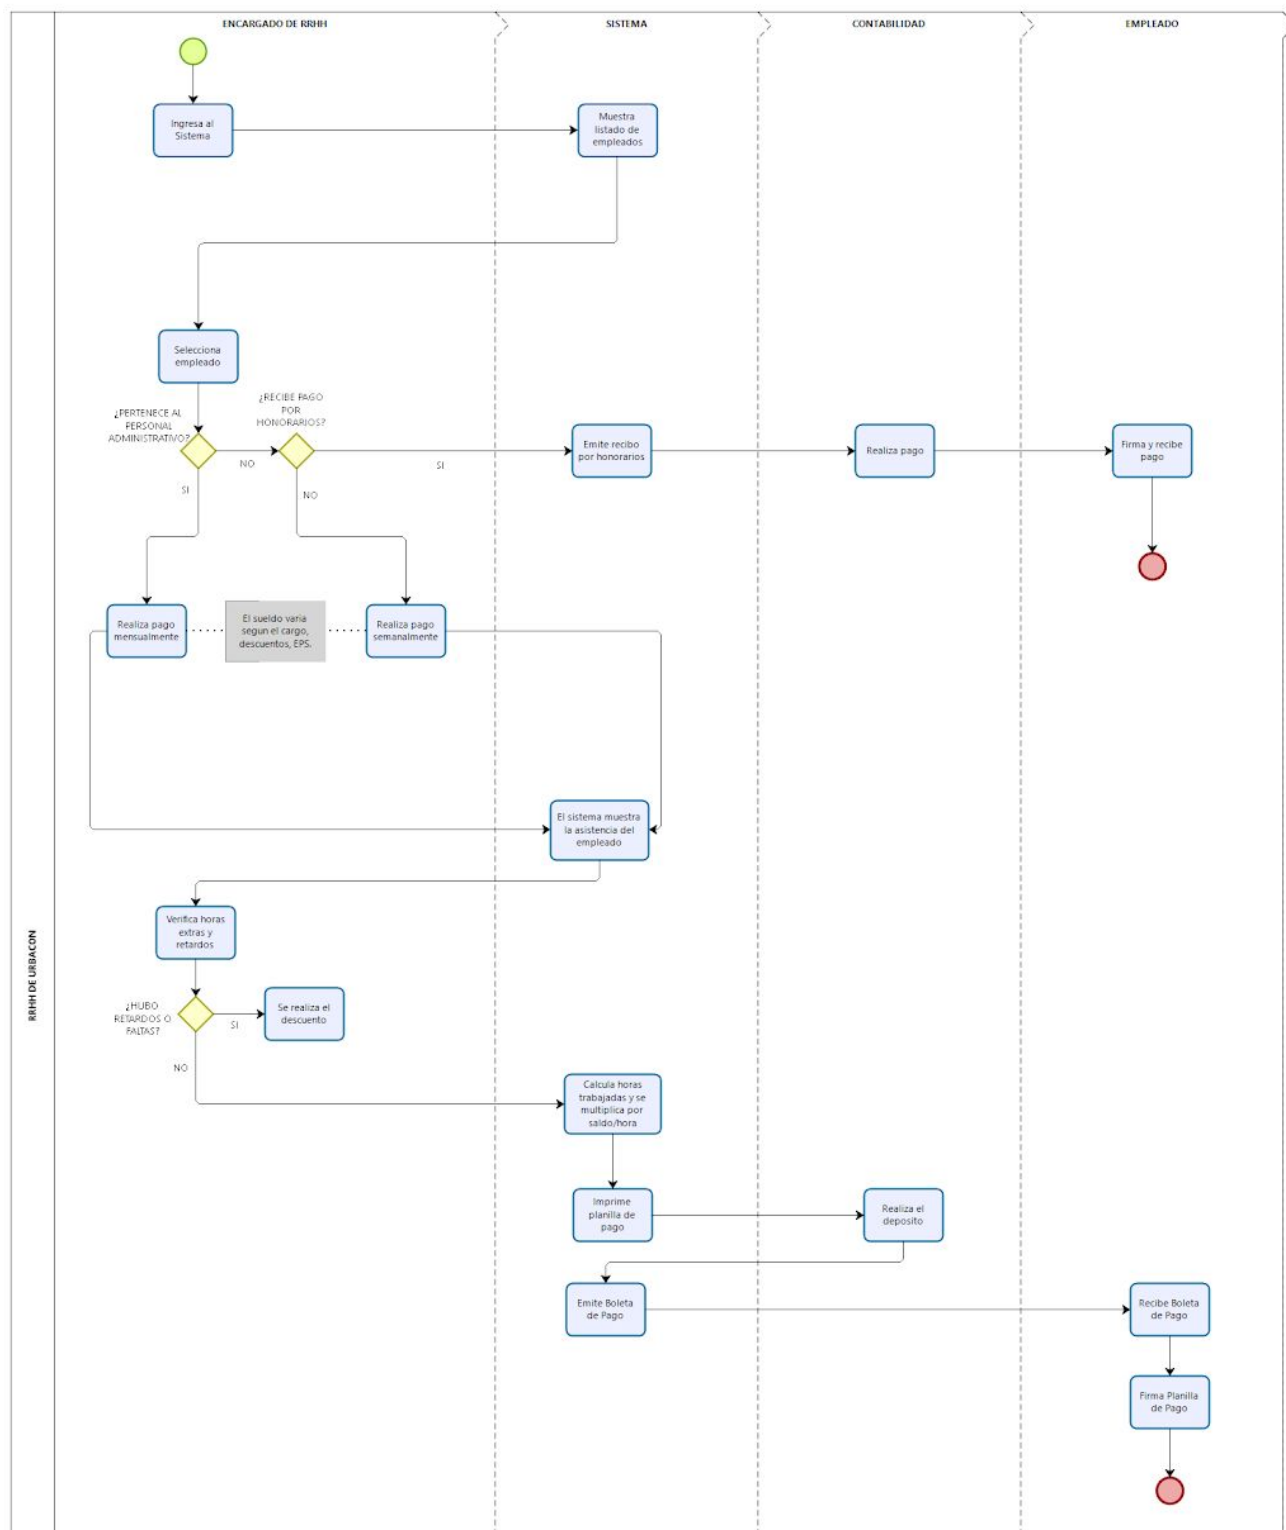 ENCARGADO DE RRHH
SISTEMA
CONTABILIDAD
EMPLEADO
Ingresa al
Sistema
Muestra
listado de
empleados
Selecciona
empleado
¿PERTENECE AL
PERSONAL
ADMINISTRATIVO?
¿RECIBE PAGO
POR
HONORARIOS?
NO
SI
SI
NO
Emite recibo
por honorarios
Realiza pago
Firma y recibe
pago
Realiza pago
mensualmente
El sueldo varia
segun el cargo,
descuentos, EPS.
Realiza pago
semanalmente
El sistema muestra
la asistencia del
empleado
Verifica horas
extras y
retardos
¿HUBO
RETARDOS O
FALTAS?
SI
NO
Se realiza el
descuento
RRHH DE URBACON
Calcula horas
trabajadas y se
multiplica por
saldo/hora
Imprime
planilla de
pago
Realiza el
deposito
Emite Boleta
de Pago
Recibe Boleta
de Pago
Firma Planilla
de Pago